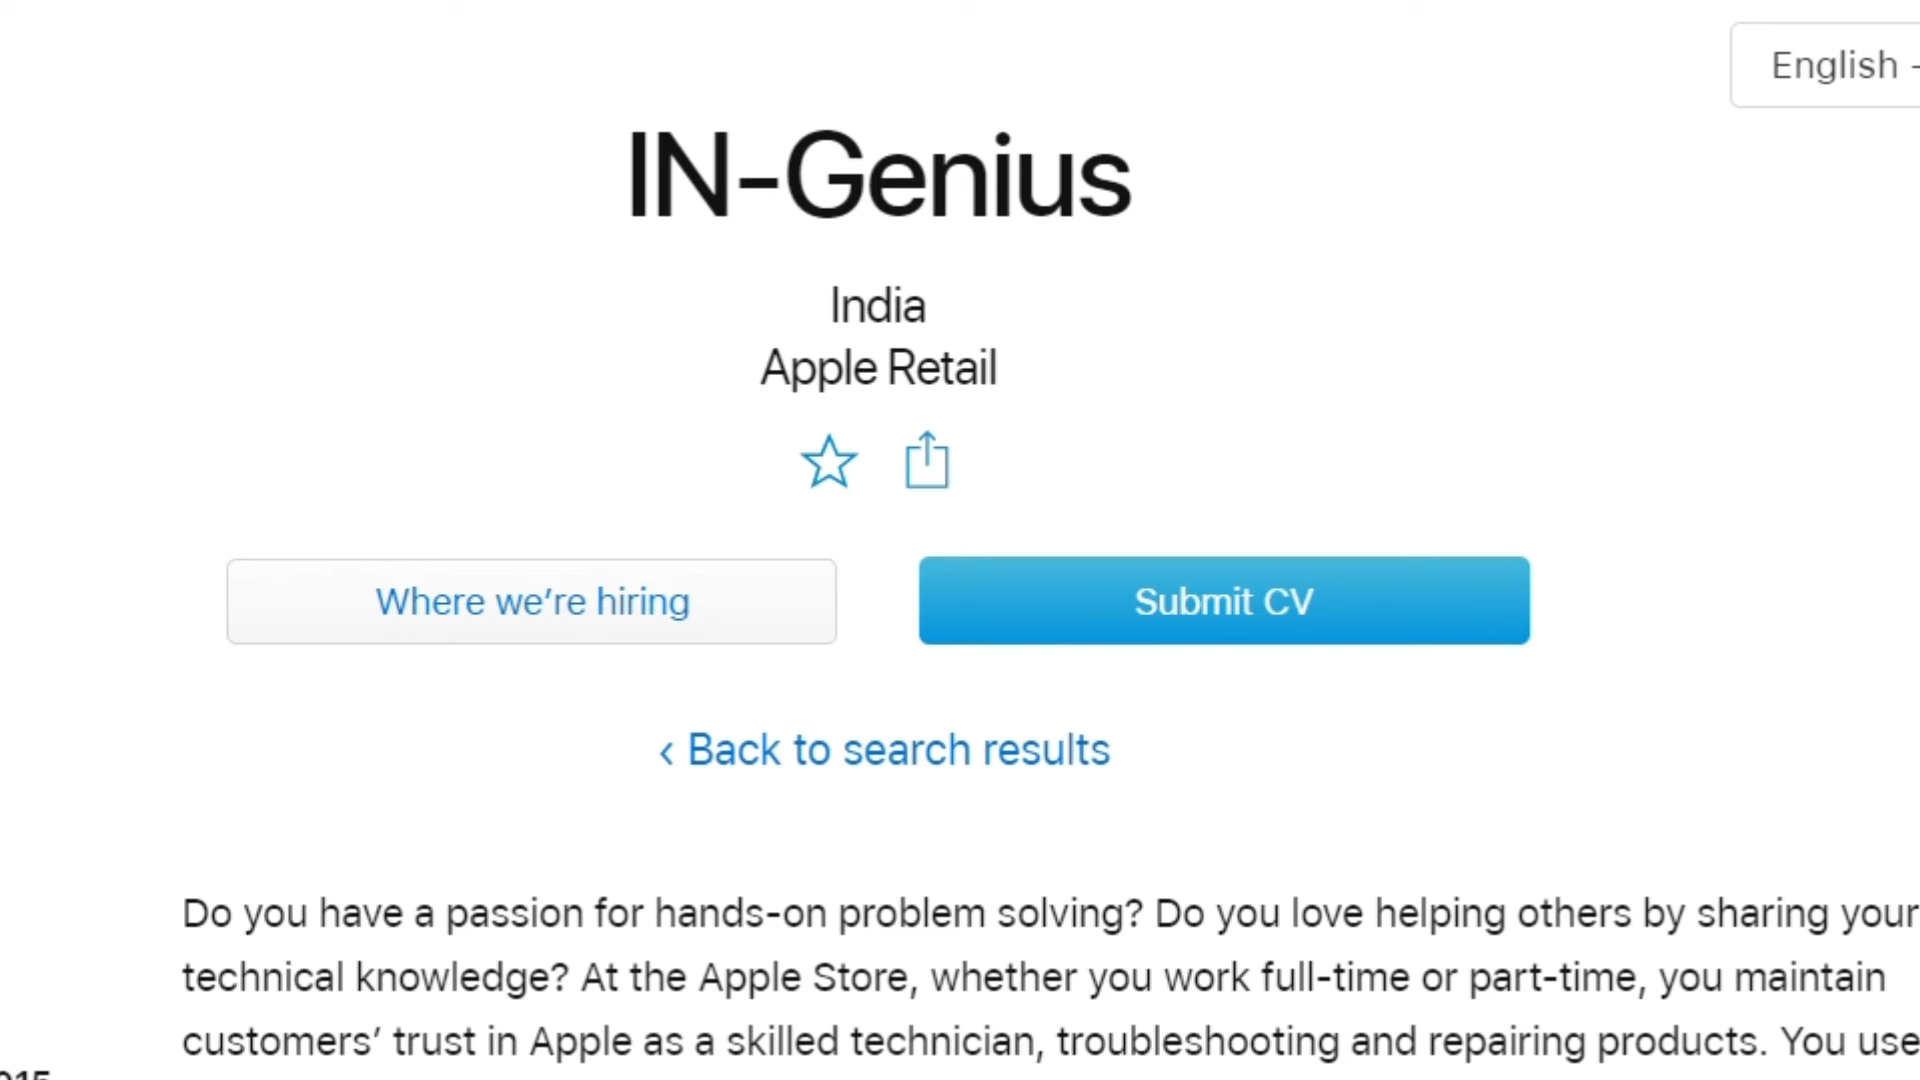 English -
IN-Genius
India
Apple Retail
Where we’re hiring
Submit CV
‹ Back to search results
Do you have a passion for hands-on problem solving? Do you love helping others by sharing your
technical knowledge? At the Apple Store, whether you work full-time or part-time, you maintain
customers’ trust in Apple as a skilled technician, troubleshooting and repairing products. You use